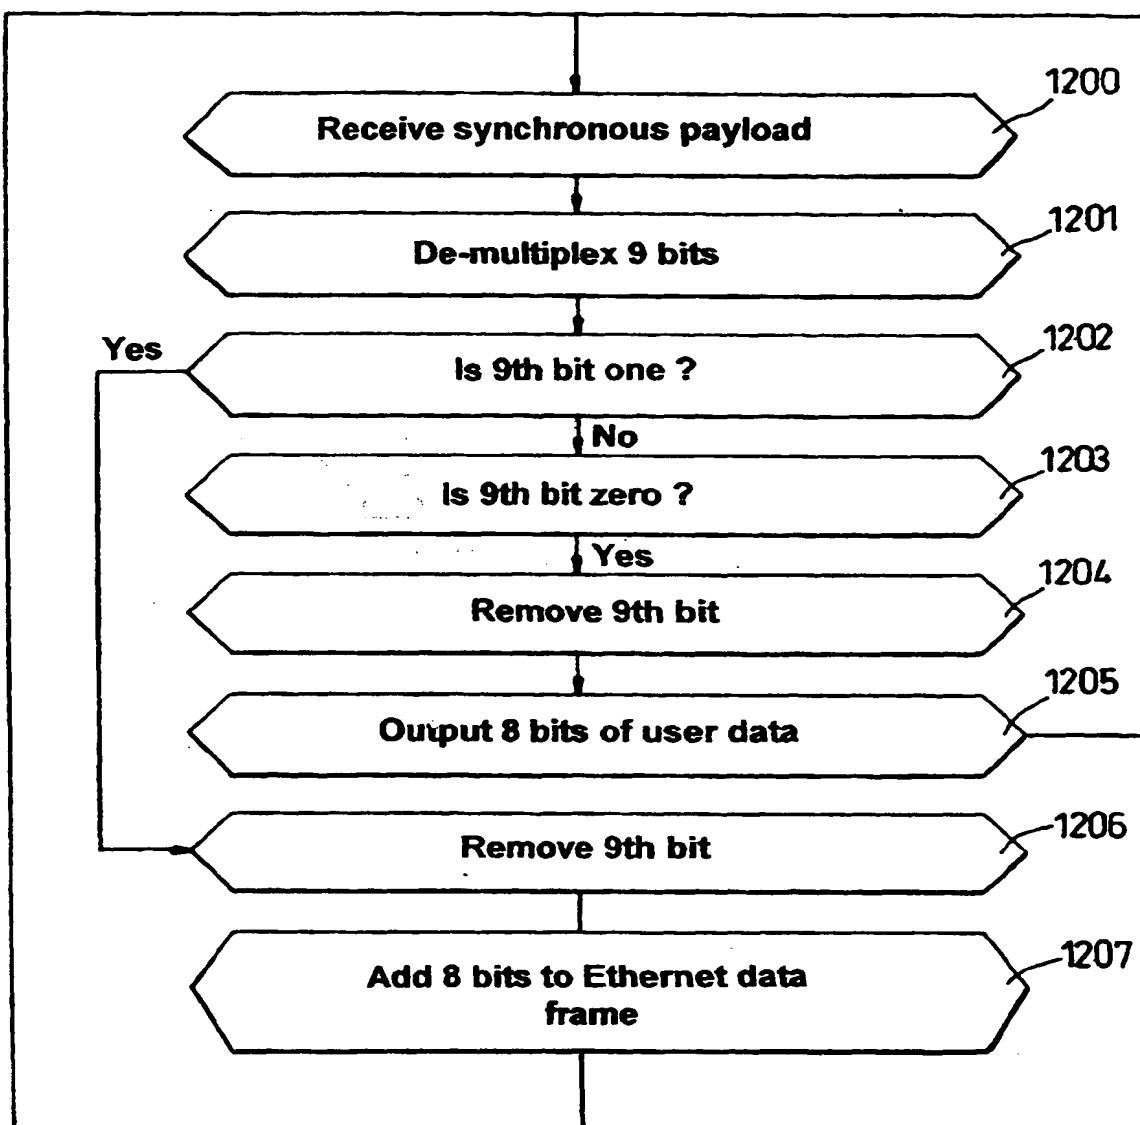 1200
Receive synchronous payload
1201
De-multiplex 9 bits
1202
Yes
Is 9th bit one ?
No
1203
Is 9th bit zero ?
Yes
1204
Remove 9th bit
1205
Output 8 bits of user data
1206
Remove 9th bit
1207
Add 8 bits to Ethernet data
frame